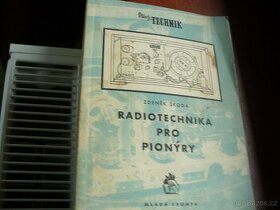 Mladý TECHNIK
ZDENĚK ŠKODA
RADIOTECHNIKA
PRO
PIONÝRY
MLADÁ FRONTA